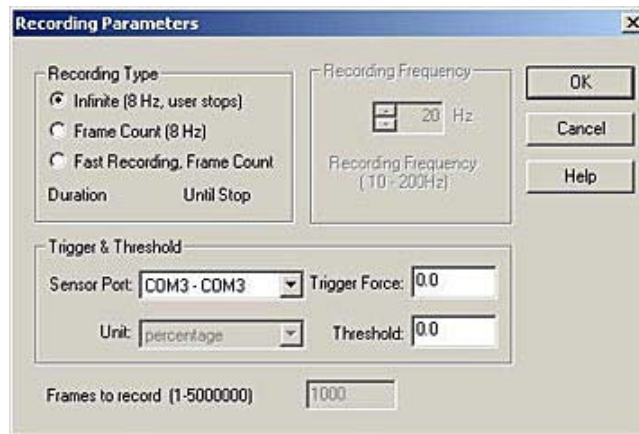 Recording Parameters
Recording Type
Infinite (8 Hz, user stops)
Frame Count (8 Hz)
Fast Recording, Frame Count
Duration Until Stop
Recording Frequency
20 Hz
Recording Frequency
( 10 - 200Hz)
OK
Cancel
Help
Trigger & Threshold
Sensor Port: COM3 - COM3 Trigger Force: 0.0
Unit: percentage Threshold: 0.0
Frames to record (1-5000000) 1000